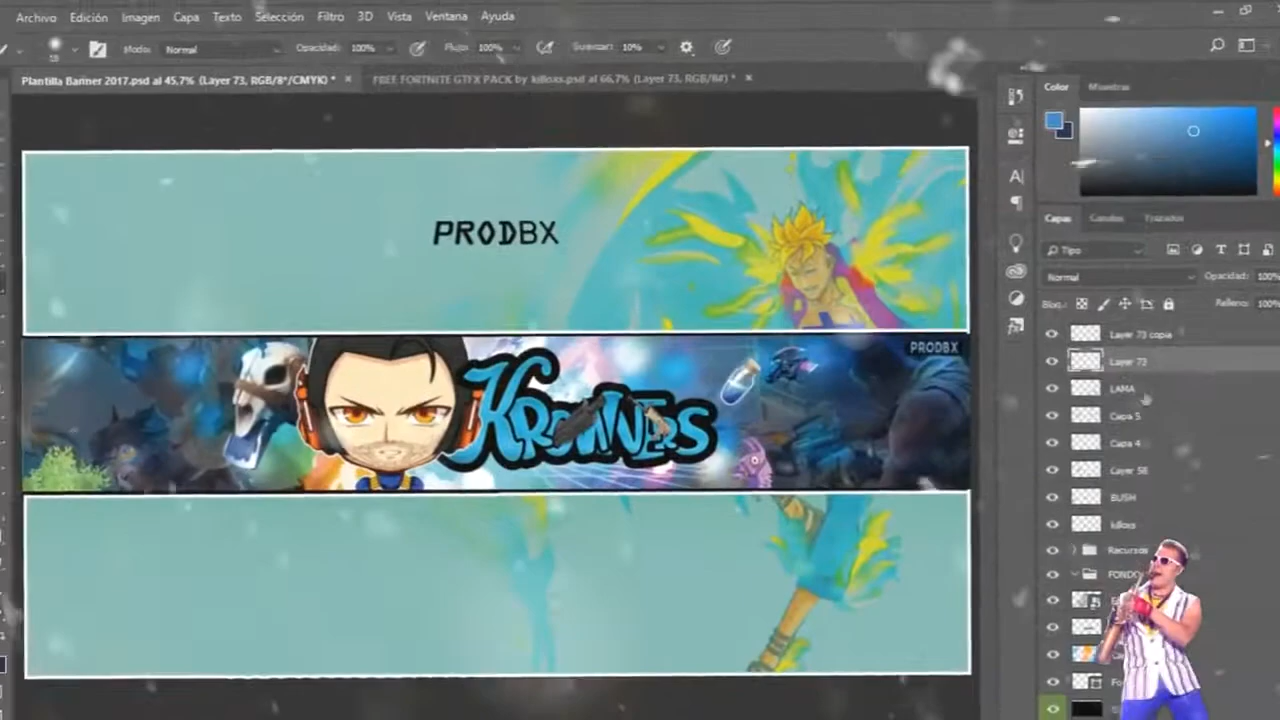 Archivo Edición Imagen Capa Texto Selección Filtro 3D Vista Ventana Ayuda
Modo: Normal Opacidad: 100% Flujo: 100% Suavizar: 10%
Plantilla Banner 2017.psd al 45,7% (Layer 73, RGB/8*/CMYK) * ×
FREE FORTNITE GTFX PACK by killoxs.psd al 66,7% (Layer 73, RGB/8#) * ×
Color Muestras
PRODBX
Capas Canales Trazados
Tipo
Normal Opacidad: 100%
Bloq.: Relleno: 100%
Layer 73 copia
Layer 73
LAMA
Capa 5
Capa 4
Layer 58
BUSH
killoxs
Recursos
FONDO
PRODBX
KROWNERS